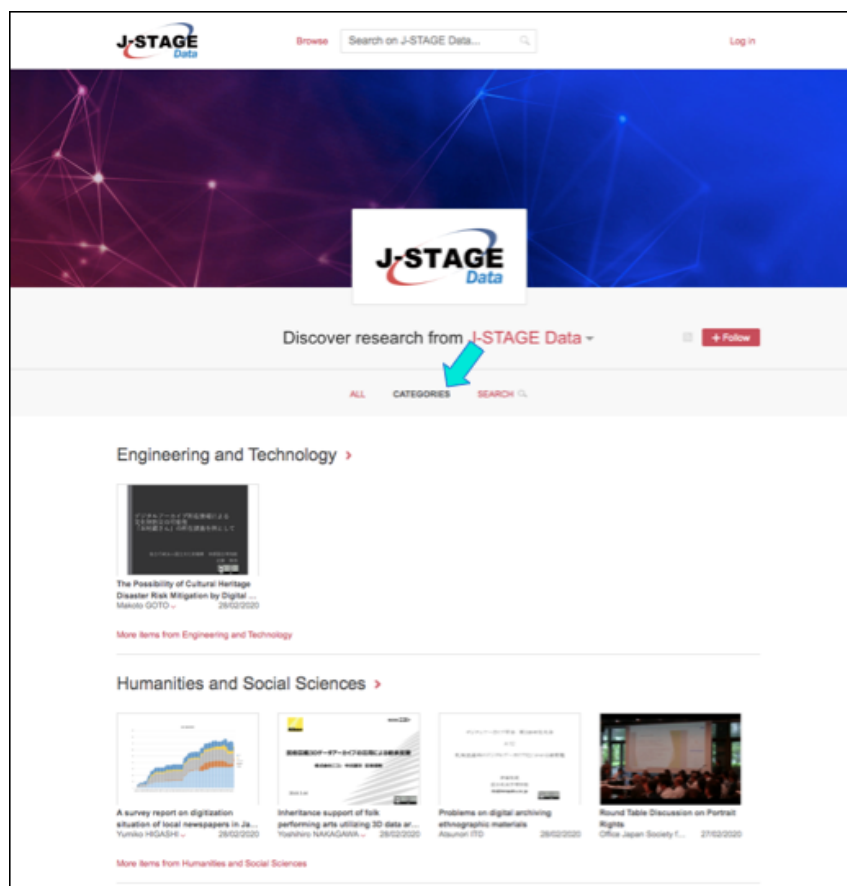 J-STAGE
Data
Browse
Search on J-STAGE Data...
Log in
J-STAGE
Data
Discover research from J-STAGE Data
+ Follow
ALL
CATEGORIES
SEARCH
Engineering and Technology
The Possibility of Cultural Heritage
Disaster Risk Mitigation by Digital ...
Makoto GOTO
28/02/2020
More items from Engineering and Technology
Humanities and Social Sciences
A survey report on digitization
situation of local newspapers in Ja...
Yumiko HIGASHI
28/02/2020
Inheritance support of folk
performing arts utilizing 3D data ar...
Yoshihiro NAKAGAWA
28/02/2020
Problems on digital archiving
ethnographic materials
Atsunori ITO
28/02/2020
Round Table Discussion on Portrait
Rights
Office Japan Society f...
27/02/2020
More items from Humanities and Social Sciences